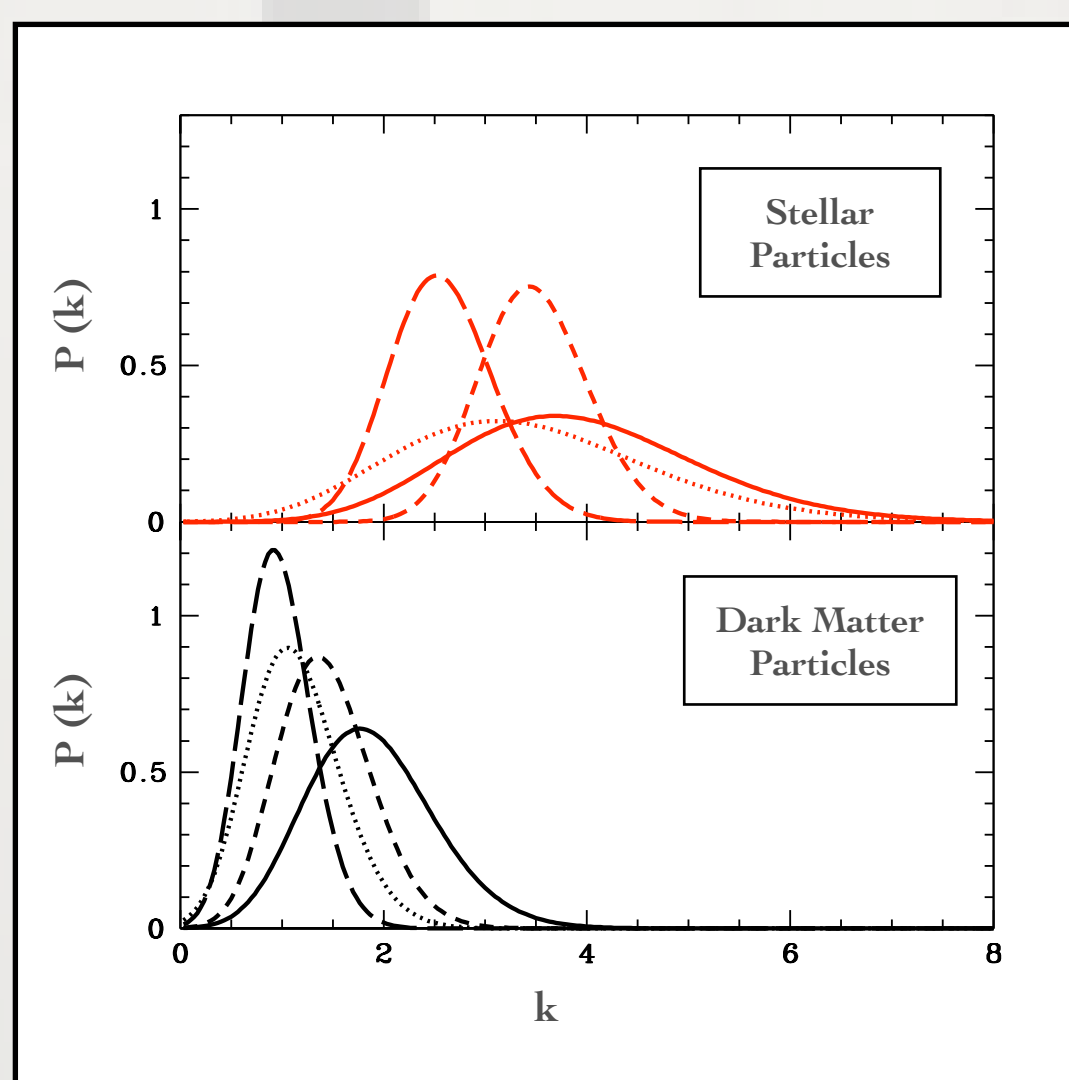 Stellar
Particles
1
0.5
0
P (k)
Dark Matter
Particles
1
0.5
0
P (k)
0 2 4 6 8
k